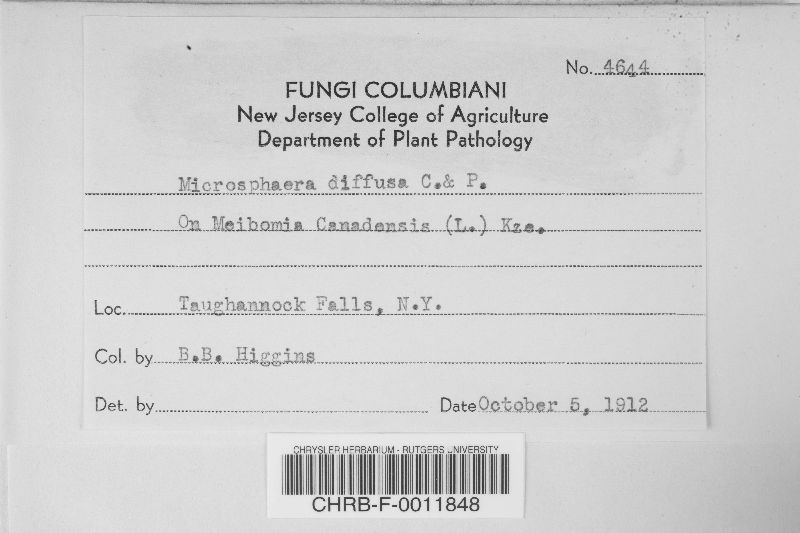 No. 4644
FUNGI COLUMBIANI
New Jersey College of Agriculture
Department of Plant Pathology
Microsphaera diffusa C.& P.
On Meibomia Canadensis (L.) Kze.
Loc. Taughannock Falls, N.Y.
Col. by B.B. Higgins
Det. by
Date October 5, 1912
CHRYSLER HERBARIUM - RUTGERS UNIVERSITY
CHRB-F-0011848